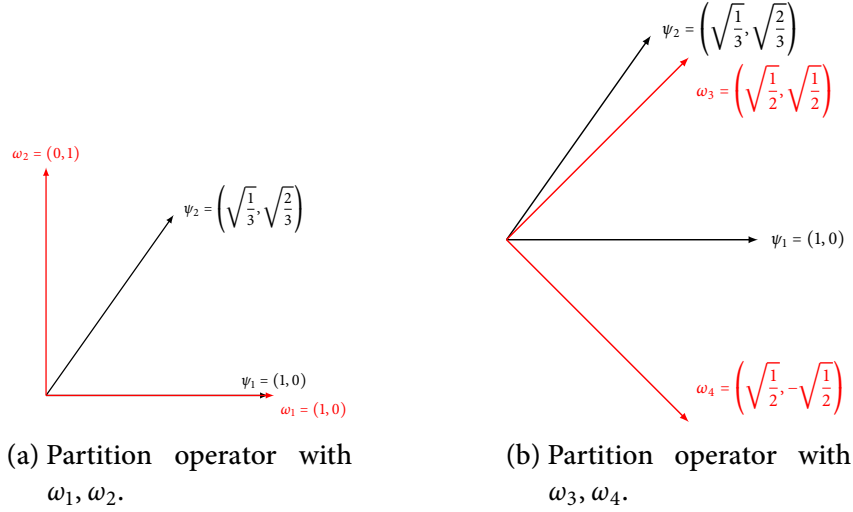 ω₂ = (0, 1)
ψ₂ = (√(1/3), √(2/3))
ψ₁ = (1, 0)
ω₁ = (1, 0)
(a) Partition operator with
ω₁, ω₂.
ψ₂ = (√(1/3), √(2/3))
ω₃ = (√(1/2), √(1/2))
ψ₁ = (1, 0)
ω₄ = (√(1/2), -√(1/2))
(b) Partition operator with
ω₃, ω₄.